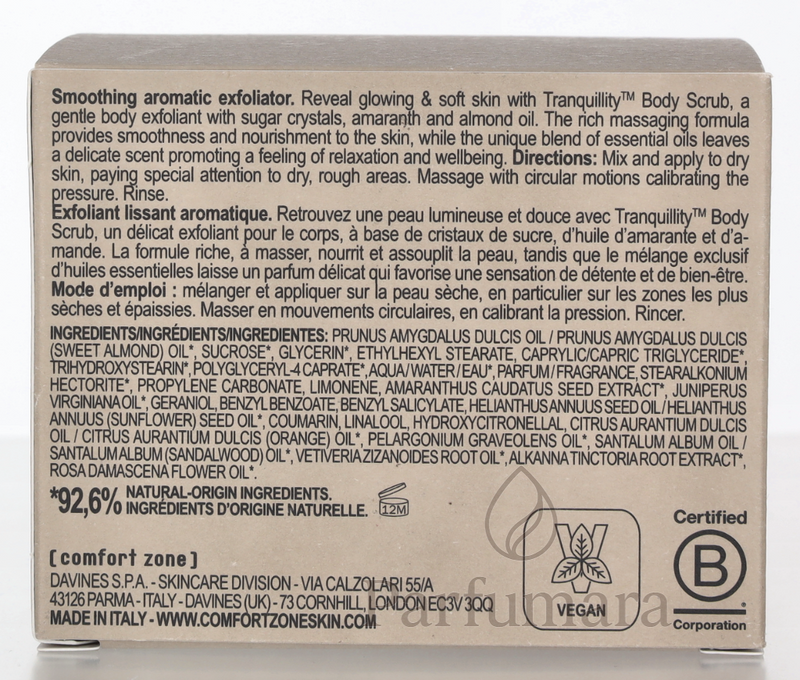 Smoothing aromatic exfoliator. Reveal glowing & soft skin with Tranquillity™ Body Scrub, a
gentle body exfoliant with sugar crystals, amaranth and almond oil. The rich massaging formula
provides smoothness and nourishment to the skin, while the unique blend of essential oils leaves
a delicate scent promoting a feeling of relaxation and wellbeing. Directions: Mix and apply to dry
skin, paying special attention to dry, rough areas. Massage with circular motions calibrating the
pressure. Rinse.
Exfoliant lissant aromatique. Retrouvez une peau lumineuse et douce avec Tranquillity™ Body
Scrub, un délicat exfoliant pour le corps, à base de cristaux de sucre, d'huile d'amarante et d'a-
mande. La formule riche, à masser, nourrit et assouplit la peau, tandis que le mélange exclusif
d'huiles essentielles laisse un parfum délicat qui favorise une sensation de détente et de bien-être.
Mode d'emploi : mélanger et appliquer sur la peau sèche, en particulier sur les zones les plus
sèches et épaissies. Masser en mouvements circulaires, en calibrant la pression. Rincer.
INGREDIENTS/INGRÉDIENTS/INGREDIENTES: PRUNUS AMYGDALUS DULCIS OIL / PRUNUS AMYGDALUS DULCIS
(SWEET ALMOND) OIL*, SUCROSE*, GLYCERIN*, ETHYLHEXYL STEARATE, CAPRYLIC/CAPRIC TRIGLYCERIDE*,
TRIHYDROXYSTEARIN*, POLYGLYCERYL-4 CAPRATE*, AQUA / WATER / EAU*, PARFUM / FRAGRANCE, STEARALKONIUM
HECTORITE*, PROPYLENE CARBONATE, LIMONENE, AMARANTHUS CAUDATUS SEED EXTRACT*, JUNIPERUS
VIRGINIANA OIL*, GERANIOL, BENZYL BENZOATE, BENZYL SALICYLATE, HELIANTHUS ANNUUS SEED OIL / HELIANTHUS
ANNUUS (SUNFLOWER) SEED OIL*, COUMARIN, LINALOOL, HYDROXYCITRONELLAL, CITRUS AURANTIUM DULCIS
OIL / CITRUS AURANTIUM DULCIS (ORANGE) OIL*, PELARGONIUM GRAVEOLENS OIL*, SANTALUM ALBUM OIL /
SANTALUM ALBUM (SANDALWOOD) OIL*, VETIVERIA ZIZANOIDES ROOT OIL*, ALKANNA TINCTORIA ROOT EXTRACT*,
ROSA DAMASCENA FLOWER OIL*.
*92,6% NATURAL-ORIGIN INGREDIENTS.
INGRÉDIENTS D'ORIGINE NATURELLE.
12M
[ comfort zone ]
DAVINES S.P.A. - SKINCARE DIVISION - VIA CALZOLARI 55/A
43126 PARMA - ITALY - DAVINES (UK) - 73 CORNHILL, LONDON EC3V 3QQ
MADE IN ITALY - WWW.COMFORTZONESKIN.COM
VEGAN
Certified
B
Corporation
Parfumara